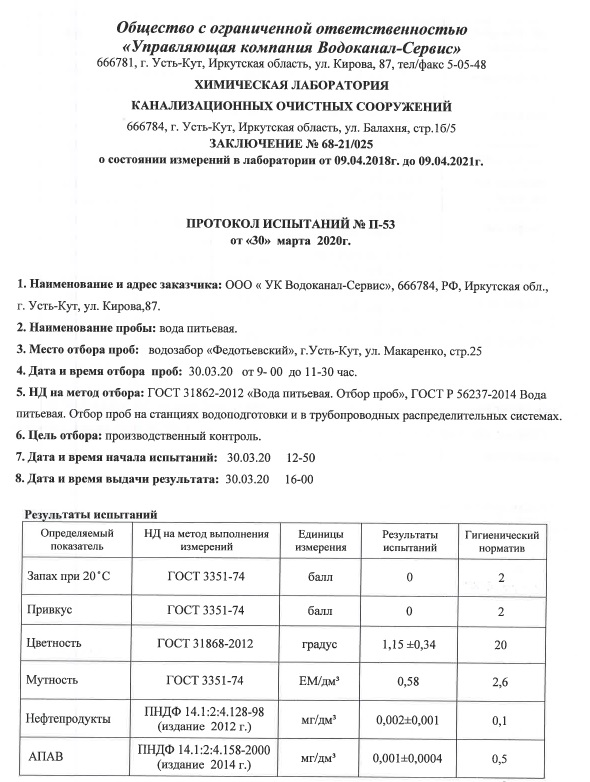 Общество с ограниченной ответственностью
«Управляющая компания Водоканал-Сервис»
666781, г. Усть-Кут, Иркутская область, ул. Кирова, 87, тел/факс 5-05-48
ХИМИЧЕСКАЯ ЛАБОРАТОРИЯ
КАНАЛИЗАЦИОННЫХ ОЧИСТНЫХ СООРУЖЕНИЙ
666784, г. Усть-Кут, Иркутская область, ул. Балахня, стр.1б/5
ЗАКЛЮЧЕНИЕ № 68-21/025
о состоянии измерений в лаборатории от 09.04.2018г. до 09.04.2021г.
ПРОТОКОЛ ИСПЫТАНИЙ № П-53
от «30» марта 2020г.
1. Наименование и адрес заказчика: ООО « УК Водоканал-Сервис», 666784, РФ, Иркутская обл.,
г. Усть-Кут, ул. Кирова,87.
2. Наименование пробы: вода питьевая.
3. Место отбора проб: водозабор «Федотьевский», г.Усть-Кут, ул. Макаренко, стр.25
4. Дата и время отбора проб: 30.03.20 от 9- 00 до 11-30 час.
5. НД на метод отбора: ГОСТ 31862-2012 «Вода питьевая. Отбор проб», ГОСТ Р 56237-2014 Вода
питьевая. Отбор проб на станциях водоподготовки и в трубопроводных распределительных системах.
6. Цель отбора: производственный контроль.
7. Дата и время начала испытаний: 30.03.20 12-50
8. Дата и время выдачи результата: 30.03.20 16-00
Результаты испытаний
Определяемый показатель НД на метод выполнения измерений Единицы измерения Результаты испытаний Гигиенический норматив
Запах при 20˚С ГОСТ 3351-74 балл 0 2
Привкус ГОСТ 3351-74 балл 0 2
Цветность ГОСТ 31868-2012 градус 1,15 ±0,34 20
Мутность ГОСТ 3351-74 ЕМ/дм³ 0,58 2,6
Нефтепродукты ПНДФ 14.1:2:4.128-98 (издание 2012 г.) мг/дм³ 0,002±0,001 0,1
АПАВ ПНДФ 14.1:2:4.158-2000 (издание 2014 г.) мг/дм³ 0,001±0,0004 0,5